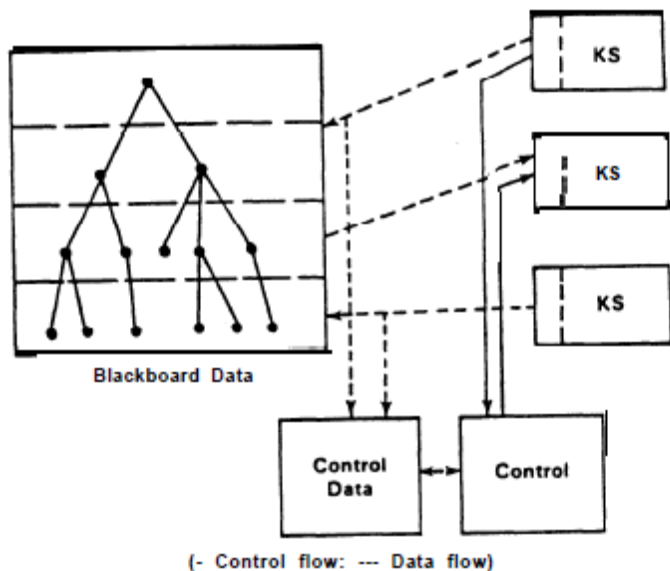 KS
KS
KS
Blackboard Data
Control
Data
Control
(- Control flow: --- Data flow)